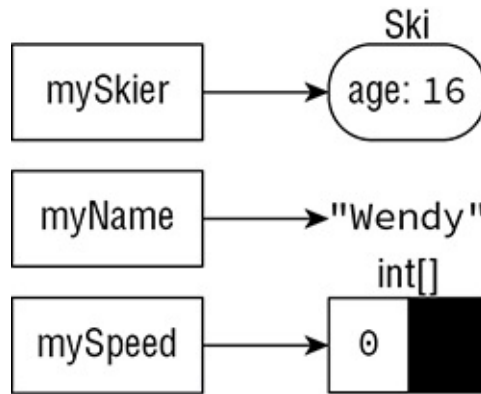 Ski
mySkier
age: 16
myName
"Wendy"
int[]
mySpeed
0